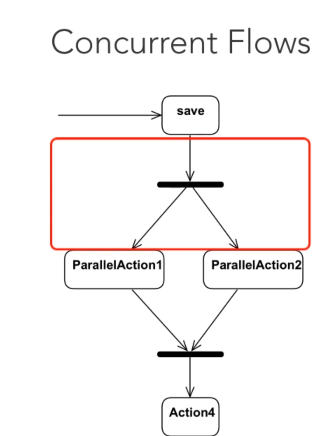 Concurrent Flows
save
ParallelAction1
ParallelAction2
Action4